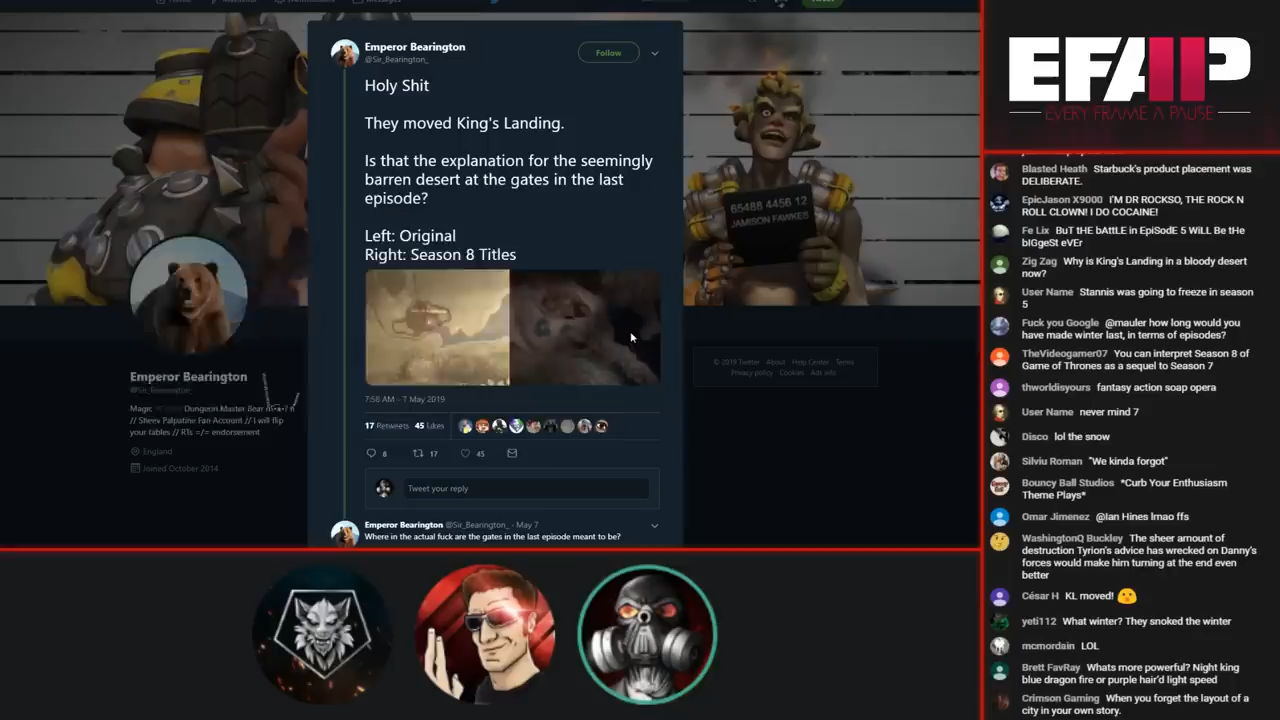 Emperor Bearington
@Sir_Bearington_
Follow
Holy Shit
They moved King's Landing.
Is that the explanation for the seemingly
barren desert at the gates in the last
episode?
Left: Original
Right: Season 8 Titles
7:58 AM - 7 May 2019
17 Retweets 45 Likes
8 17 45
Tweet your reply
Emperor Bearington @Sir_Bearington_ · May 7
Where in the actual fuck are the gates in the last episode meant to be?
Emperor Bearington
@Sir_Bearington_
Dungeon Master Bear
// Sheev Palpatine Fan Account // I will flip
your tables // RTs =/= endorsement
England
Joined October 2014
65488 4456 12
JAMISON FAWKES
© 2019 Twitter About Help Center Terms
Privacy policy Cookies Ads info
EFAP
EVERY FRAME A PAUSE
Blasted Heath Starbuck's product placement was
DELIBERATE.
EpicJason X9000 I'M DR ROCKSO, THE ROCK N
ROLL CLOWN! I DO COCAINE!
Fe Lix BuT tHE bAttLE in EpiSodE 5 WiLL Be tHe
bIGgeSt eVEr
Zig Zag Why is King's Landing in a bloody desert
now?
User Name Stannis was going to freeze in season
5
Fuck you Google @mauler how long would you
have made winter last, in terms of episodes?
TheVideogamer07 You can interpret Season 8 of
Game of Thrones as a sequel to Season 7
thworldisyours fantasy action soap opera
User Name never mind 7
Disco lol the snow
Silviu Roman "We kinda forgot"
Bouncy Ball Studios *Curb Your Enthusiasm
Theme Plays*
Omar Jimenez @Ian Hines lmao ffs
WashingtonQ Buckley The sheer amount of
destruction Tyrion's advice has wrecked on Danny's
forces would make him turning at the end even
better
César H KL moved! 😮
yeti112 What winter? They snoked the winter
mcmordain LOL
Brett FavRay Whats more powerful? Night king
blue dragon fire or purple hair'd light speed
Crimson Gaming When you forget the layout of a
city in your own story.